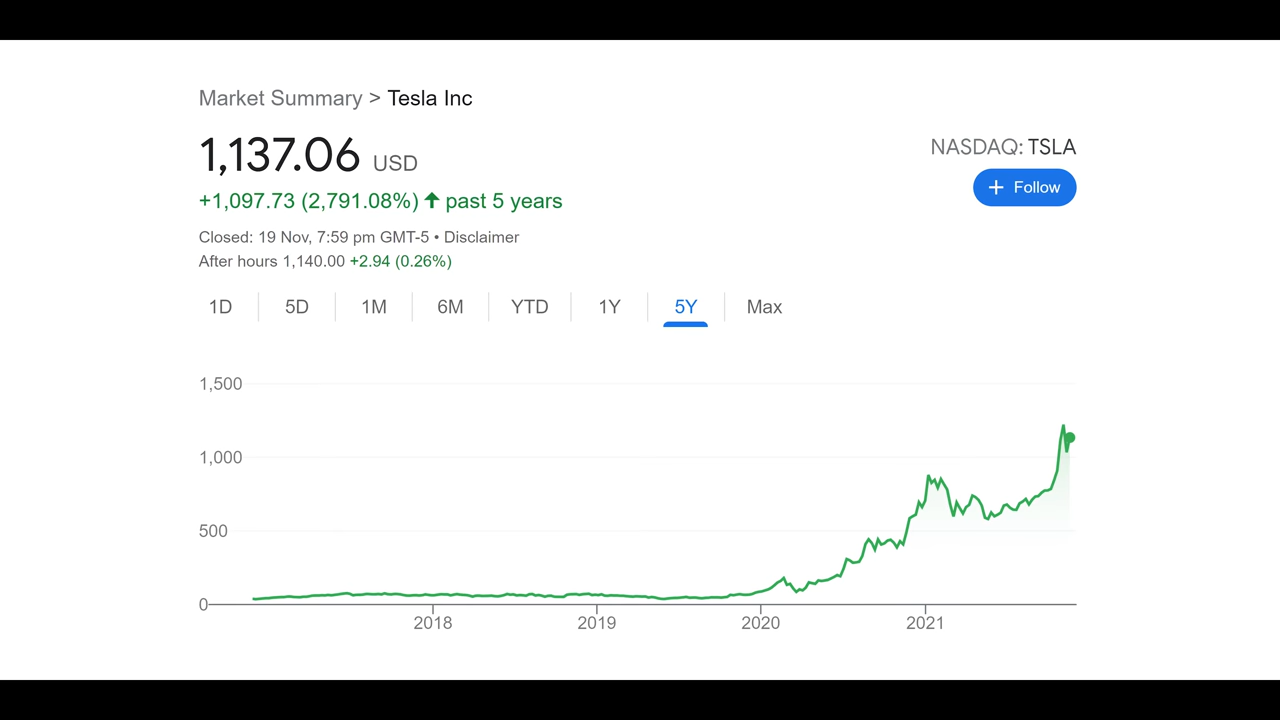 Market Summary > Tesla Inc
1,137.06 USD
NASDAQ: TSLA
+ Follow
+1,097.73 (2,791.08%) ↑ past 5 years
Closed: 19 Nov, 7:59 pm GMT-5 • Disclaimer
After hours 1,140.00 +2.94 (0.26%)
1D 5D 1M 6M YTD 1Y 5Y Max
1,500
1,000
500
0
2018 2019 2020 2021